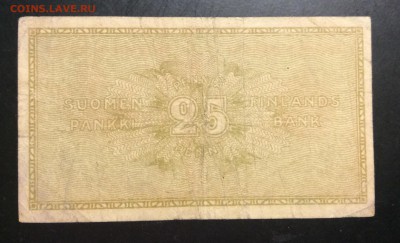 COINS.LAVE.RU
SUOMEN PANKKI
25
FINLANDS BANK